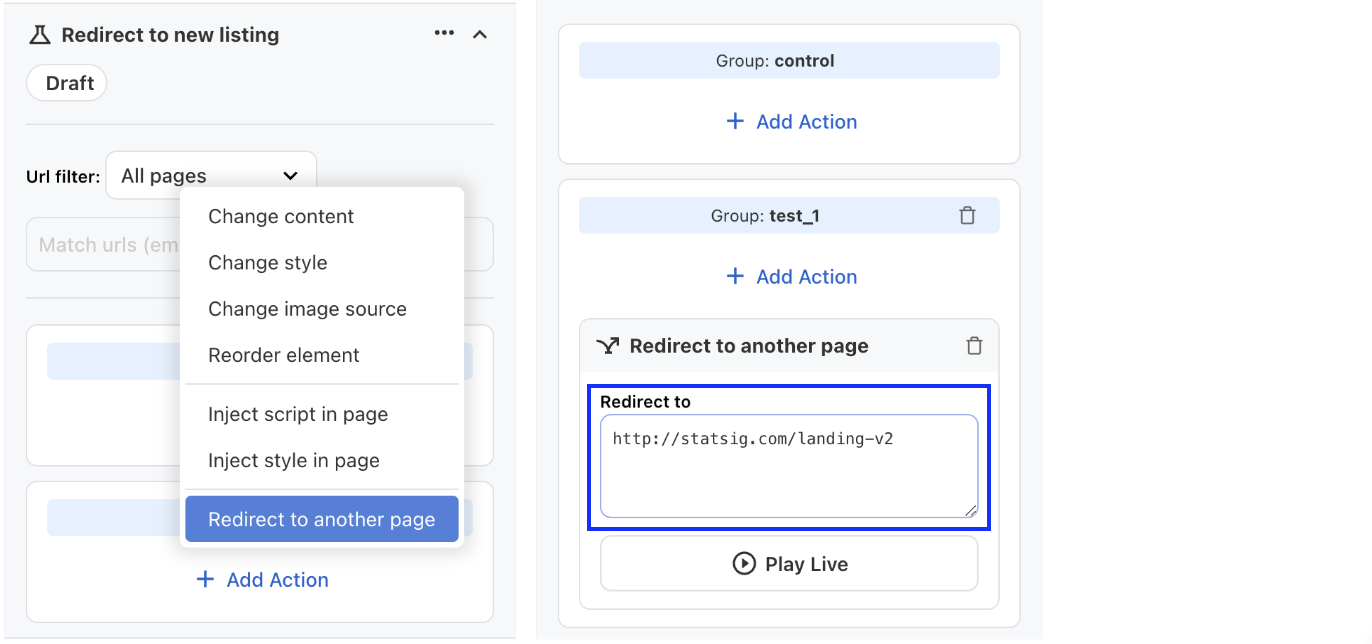 Redirect to new listing
Draft
Url filter: All pages
Match urls (em
Change content
Change style
Change image source
Reorder element
Inject script in page
Inject style in page
Redirect to another page
+ Add Action
Group: control
+ Add Action
Group: test_1
+ Add Action
Redirect to another page
Redirect to
http://statsig.com/landing-v2
Play Live